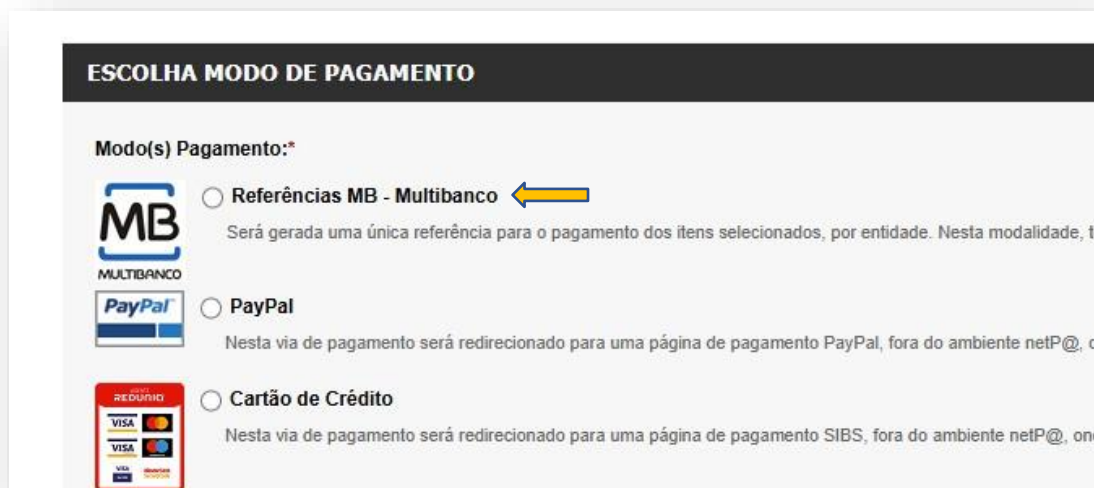 ESCOLHA MODO DE PAGAMENTO
Modo(s) Pagamento:*
MB
Referências MB - Multibanco
Será gerada uma única referência para o pagamento dos itens selecionados, por entidade. Nesta modalidade, t
MULTIBANCO
PayPal
PayPal
Nesta via de pagamento será redirecionado para uma página de pagamento PayPal, fora do ambiente netP@,
REDUNIQ
Cartão de Crédito
VISA
Nesta via de pagamento será redirecionado para uma página de pagamento SIBS, fora do ambiente netP@,
VISA
VISA